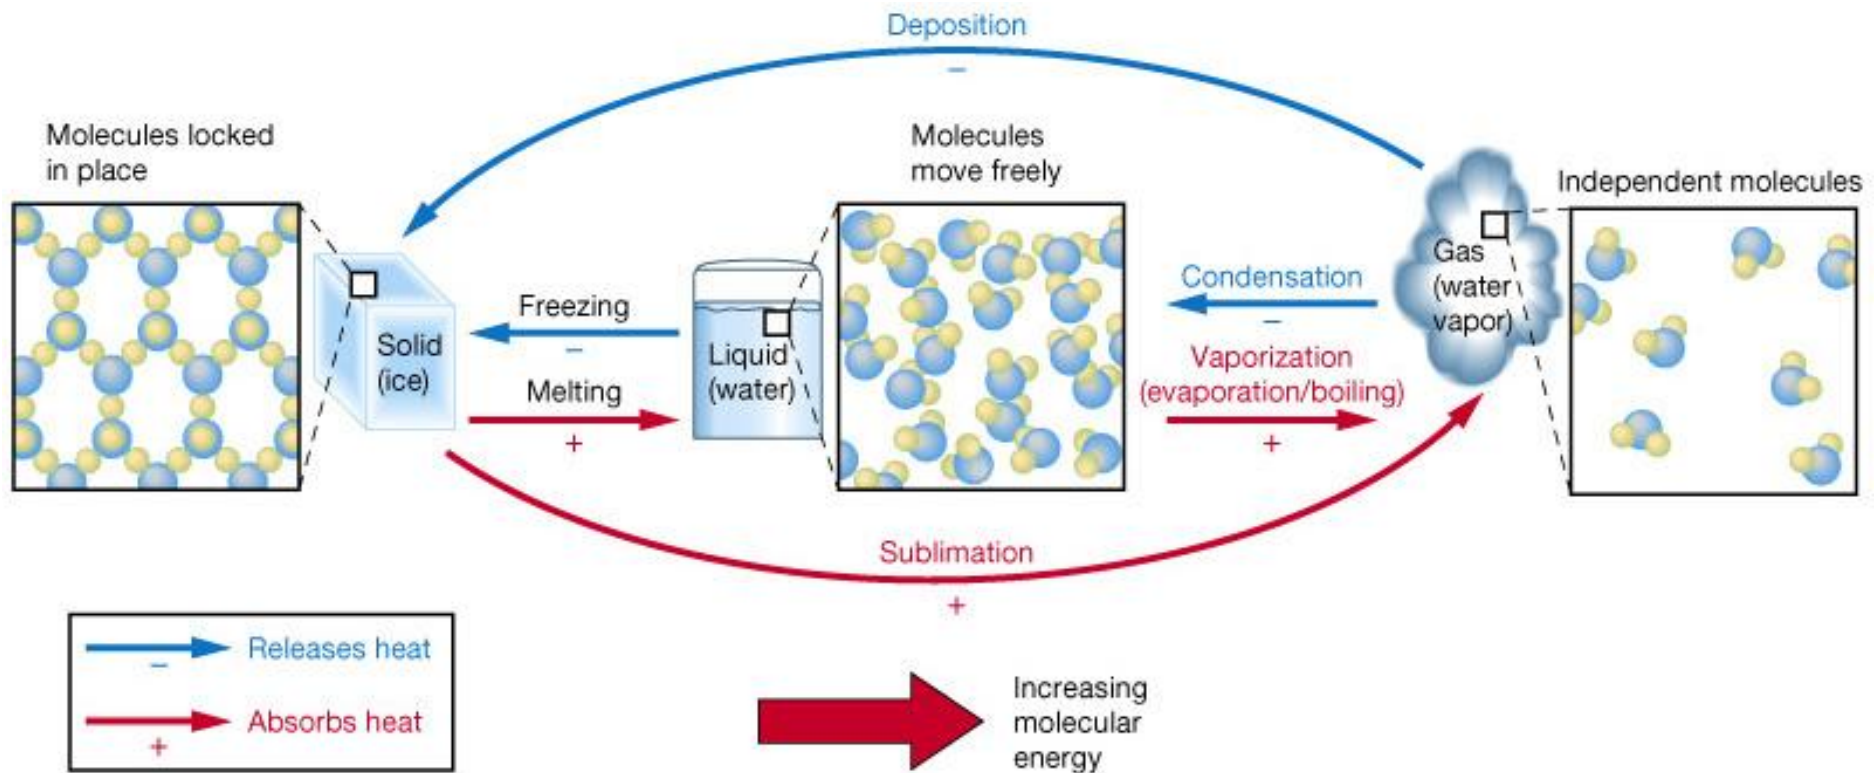 Deposition
–
Molecules locked
in place
Molecules
move freely
Independent molecules
Solid
(ice)
Freezing
–
Melting
+
Liquid
(water)
Condensation
–
Vaporization
(evaporation/boiling)
+
Gas
(water
vapor)
Sublimation
+
– Releases heat
+ Absorbs heat
Increasing
molecular
energy